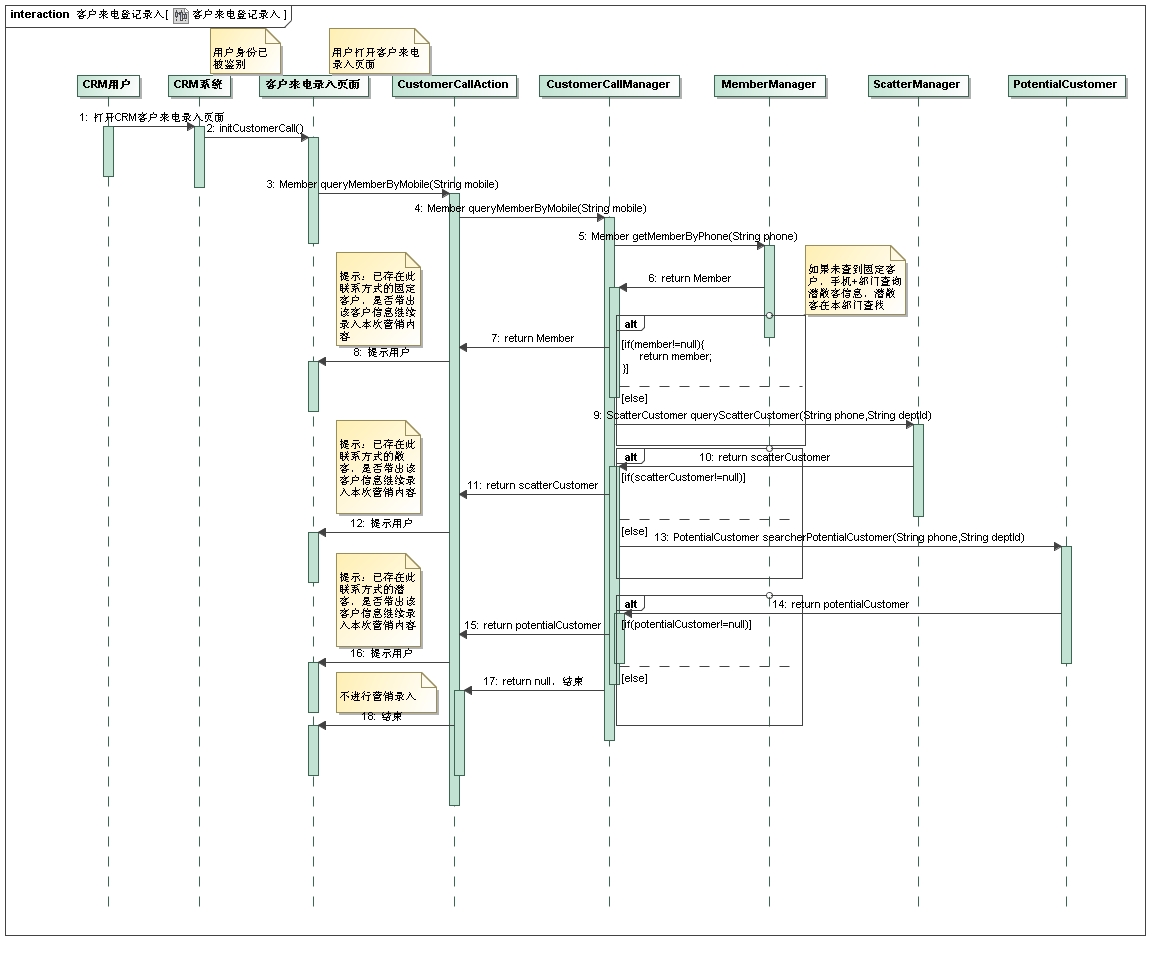 interaction 客户来电登记录入[ 客户来电登记录入 ]
用户身份已
被鉴别
用户打开客户来电
录入页面
CRM用户
CRM系统
客户来电录入页面
CustomerCallAction
CustomerCallManager
MemberManager
ScatterManager
PotentialCustomer
1: 打开CRM客户来电录入页面
2: initCustomerCall()
3: Member queryMemberByMobile(String mobile)
4: Member queryMemberByMobile(String mobile)
5: Member getMemberByPhone(String phone)
如果未查到固定客
户，手机+部门查询
潜散客信息，潜散
客在本部门查找
6: return Member
提示：已存在此
联系方式的固定
客户，是否带出
该客户信息继续
录入本次营销内
容
alt
7: return Member
[if(member!=null){
return member;
}]
8: 提示用户
[else]
9: ScatterCustomer queryScatterCustomer(String phone,String deptId)
提示：已存在此
联系方式的散
客，是否带出该
客户信息继续录
入本次营销内容
alt
10: return scatterCustomer
[if(scatterCustomer!=null)]
11: return scatterCustomer
12: 提示用户
[else]
13: PotentialCustomer searcherPotentialCustomer(String phone,String deptId)
提示：已存在此
联系方式的潜
客，是否带出该
客户信息继续录
入本次营销内容
alt
14: return potentialCustomer
[if(potentialCustomer!=null)]
15: return potentialCustomer
16: 提示用户
[else]
17: return null，结束
不进行营销录入
18: 结束